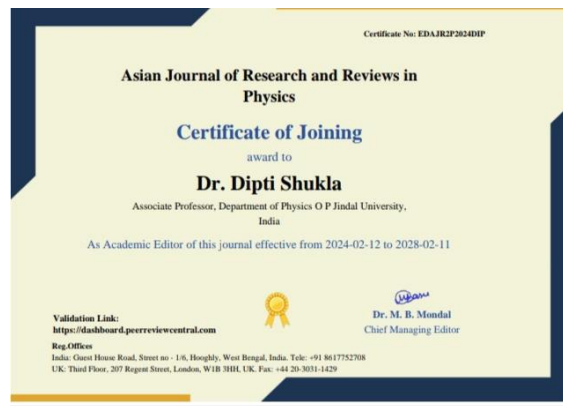 Certificate No: EDAJR2P2024DIP
Asian Journal of Research and Reviews in
Physics
Certificate of Joining
award to
Dr. Dipti Shukla
Associate Professor, Department of Physics O P Jindal University,
India
As Academic Editor of this journal effective from 2024-02-12 to 2028-02-11
Validation Link:
https://dashboard.peerreviewcentral.com
Dr. M. B. Mondal
Chief Managing Editor
Reg.Offices
India: Guest House Road, Street no - 1/6, Hooghly, West Bengal, India. Tele: +91 8617752708
UK: Third Floor, 207 Regent Street, London, W1B 3HH, UK. Fax: +44 20-3031-1429